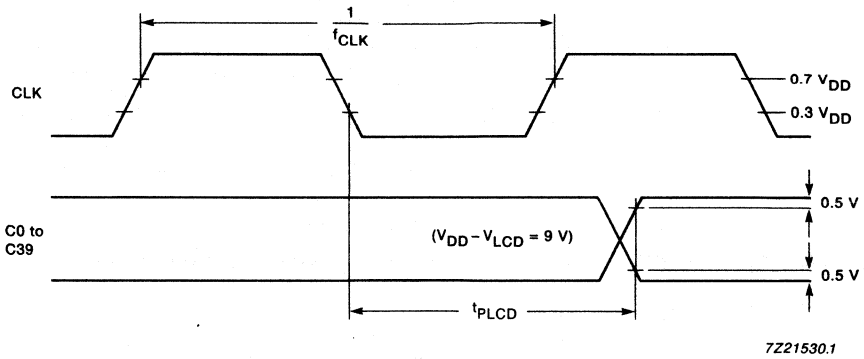 1
fCLK
CLK
0.7 VDD
0.3 VDD
C0 to
C39
(VDD – VLCD = 9 V)
0.5 V
0.5 V
tPLCD
7Z21530.1